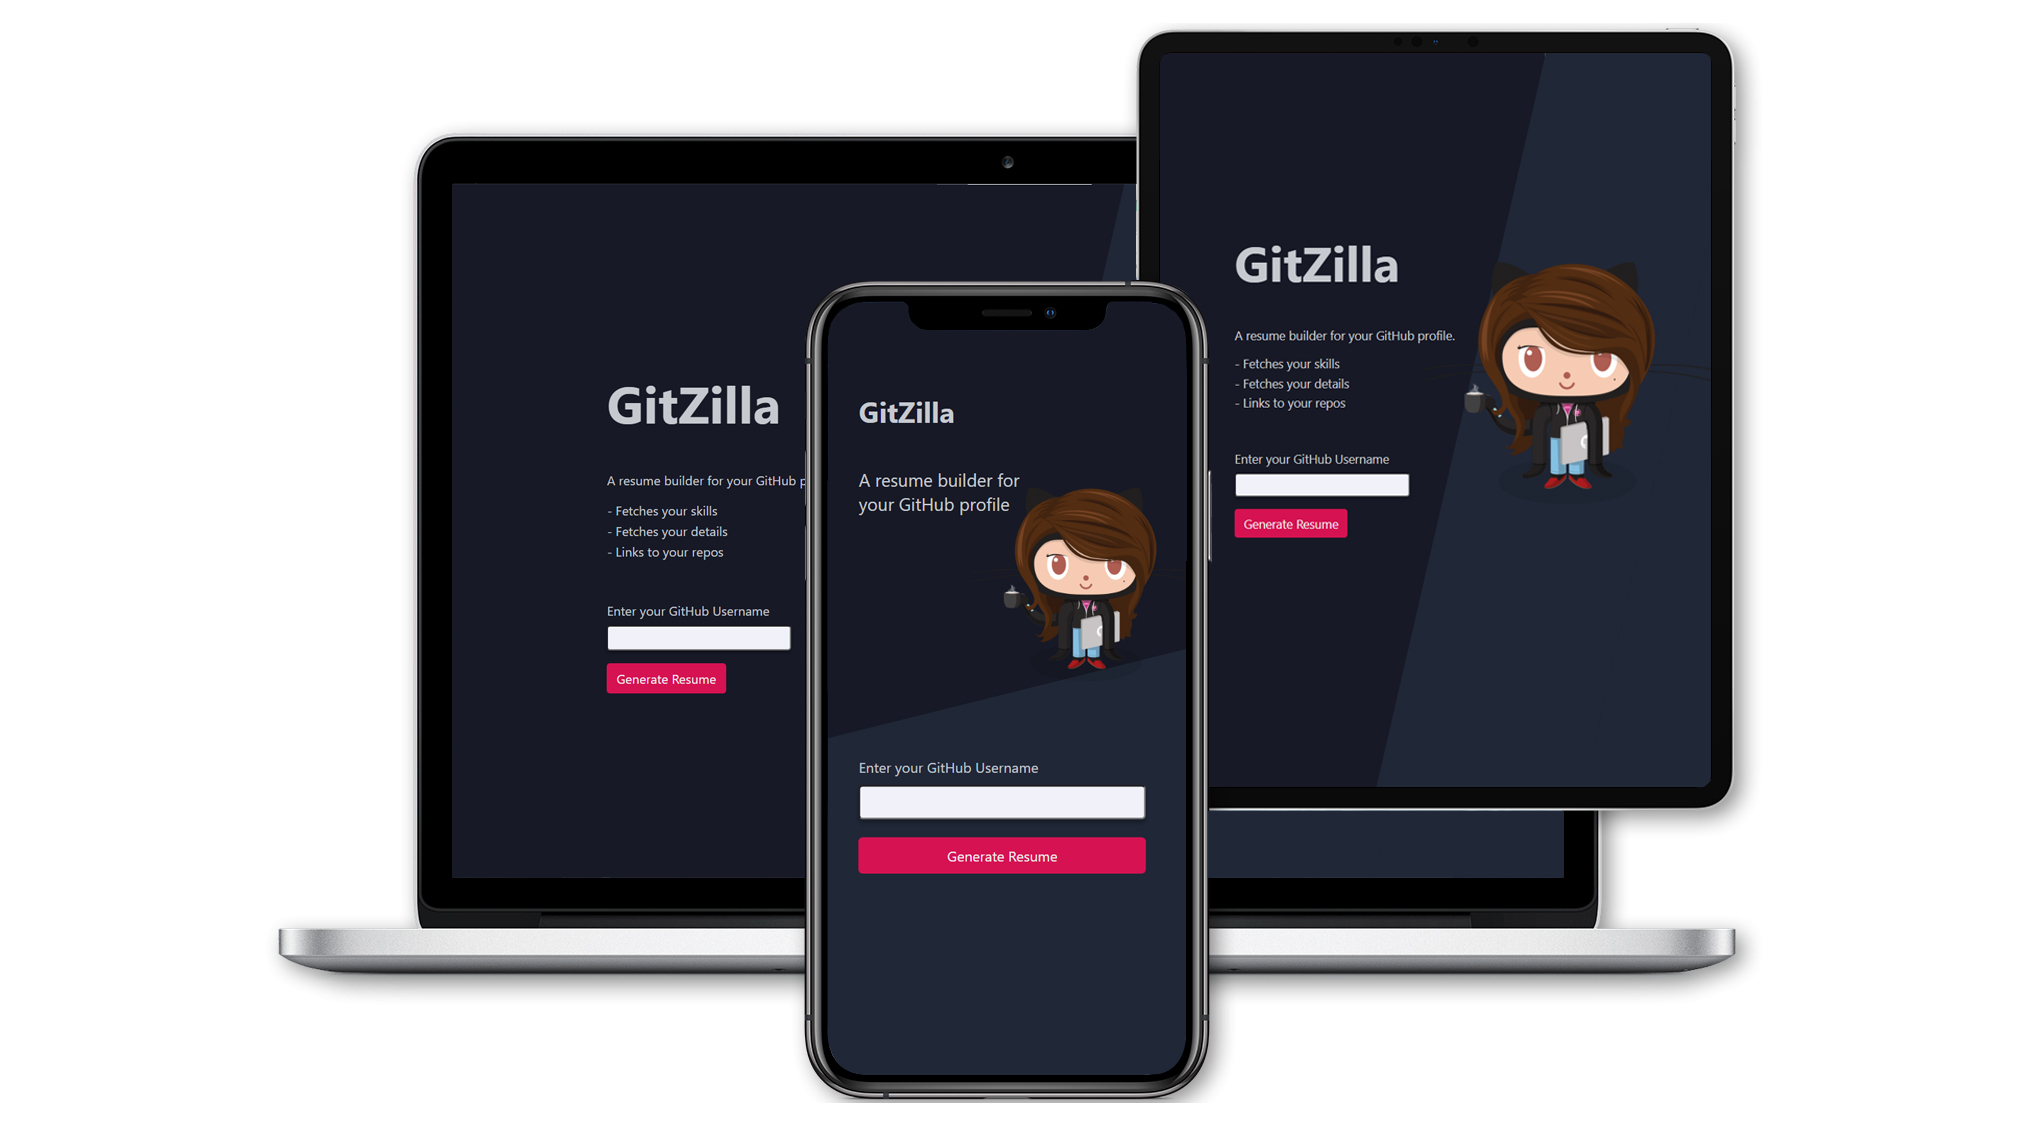 GitZilla
A resume builder for your GitHub p
- Fetches your skills
- Fetches your details
- Links to your repos
Enter your GitHub Username
Generate Resume
GitZilla
A resume builder for
your GitHub profile
Enter your GitHub Username
Generate Resume
GitZilla
A resume builder for your GitHub profile.
- Fetches your skills
- Fetches your details
- Links to your repos
Enter your GitHub Username
Generate Resume